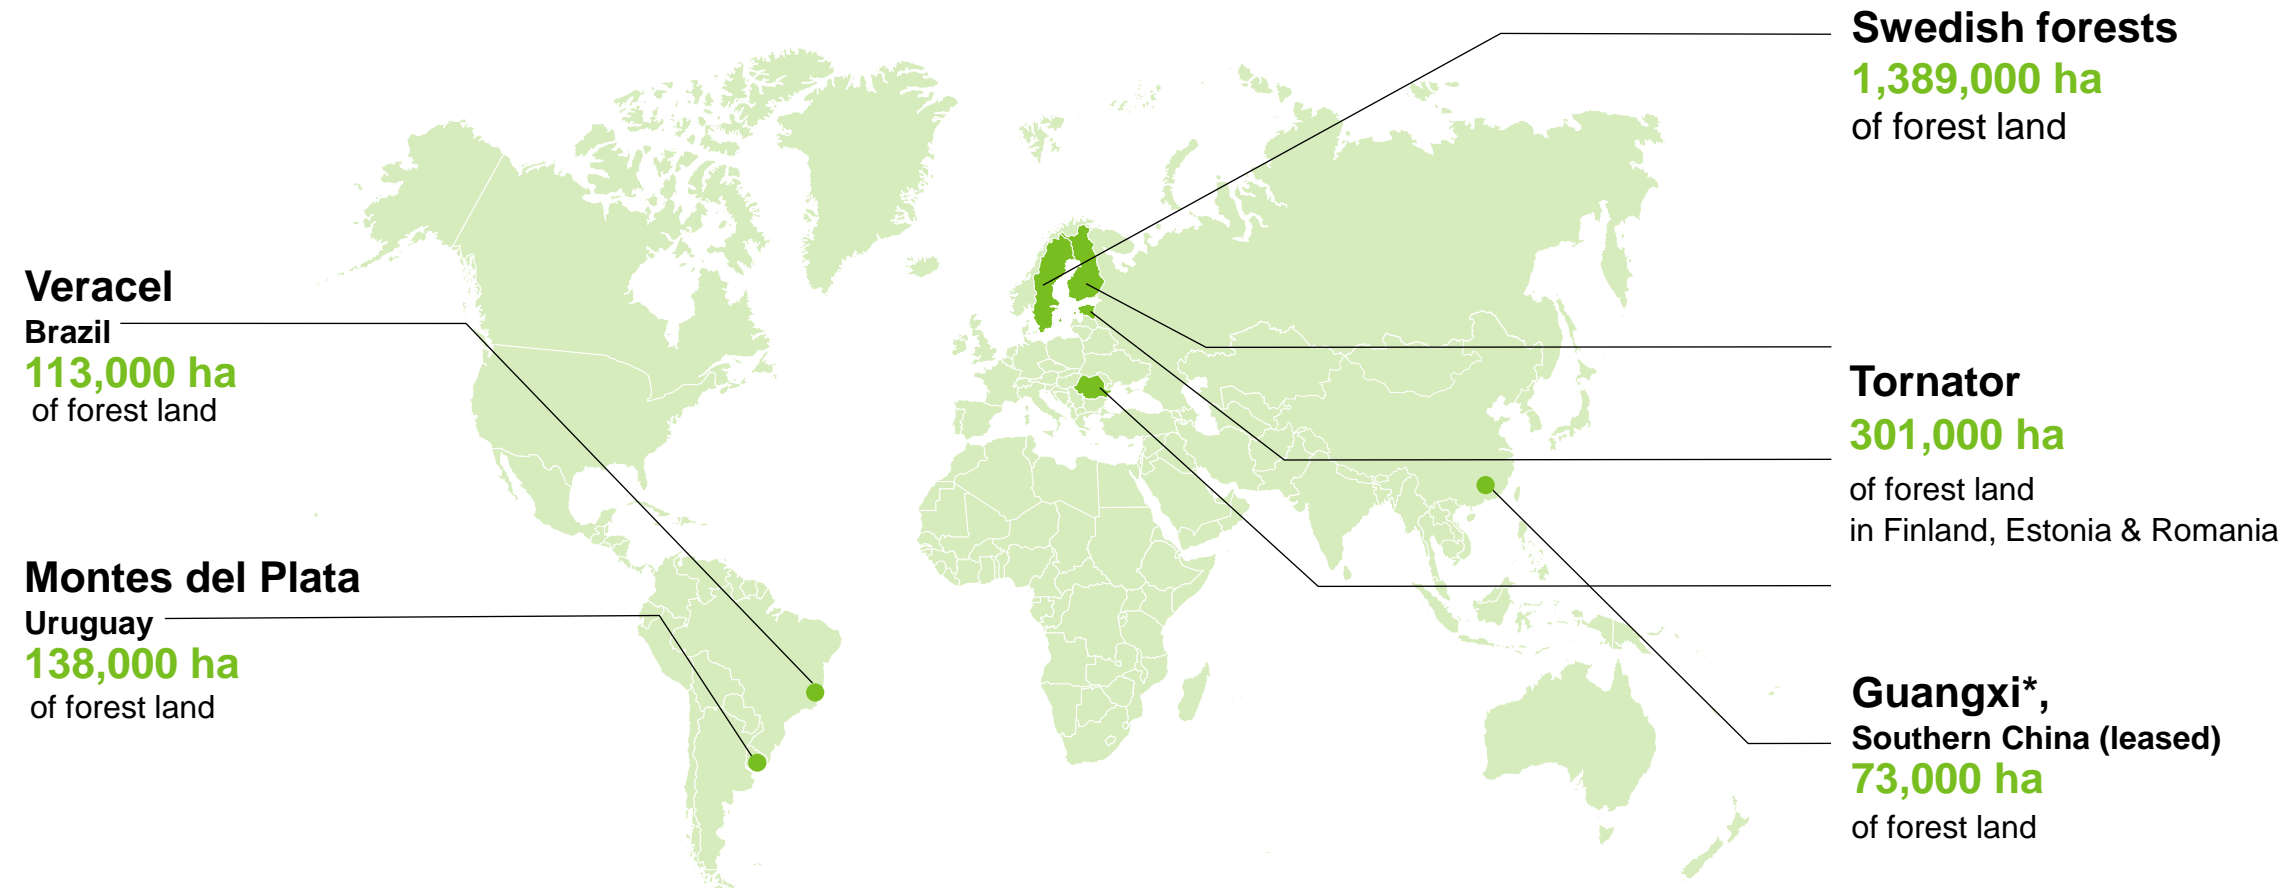 Swedish forests
1,389,000 ha
of forest land
Veracel
Brazil
113,000 ha
of forest land
Tornator
301,000 ha
of forest land
in Finland, Estonia & Romania
Montes del Plata
Uruguay
138,000 ha
of forest land
Guangxi*,
Southern China (leased)
73,000 ha
of forest land